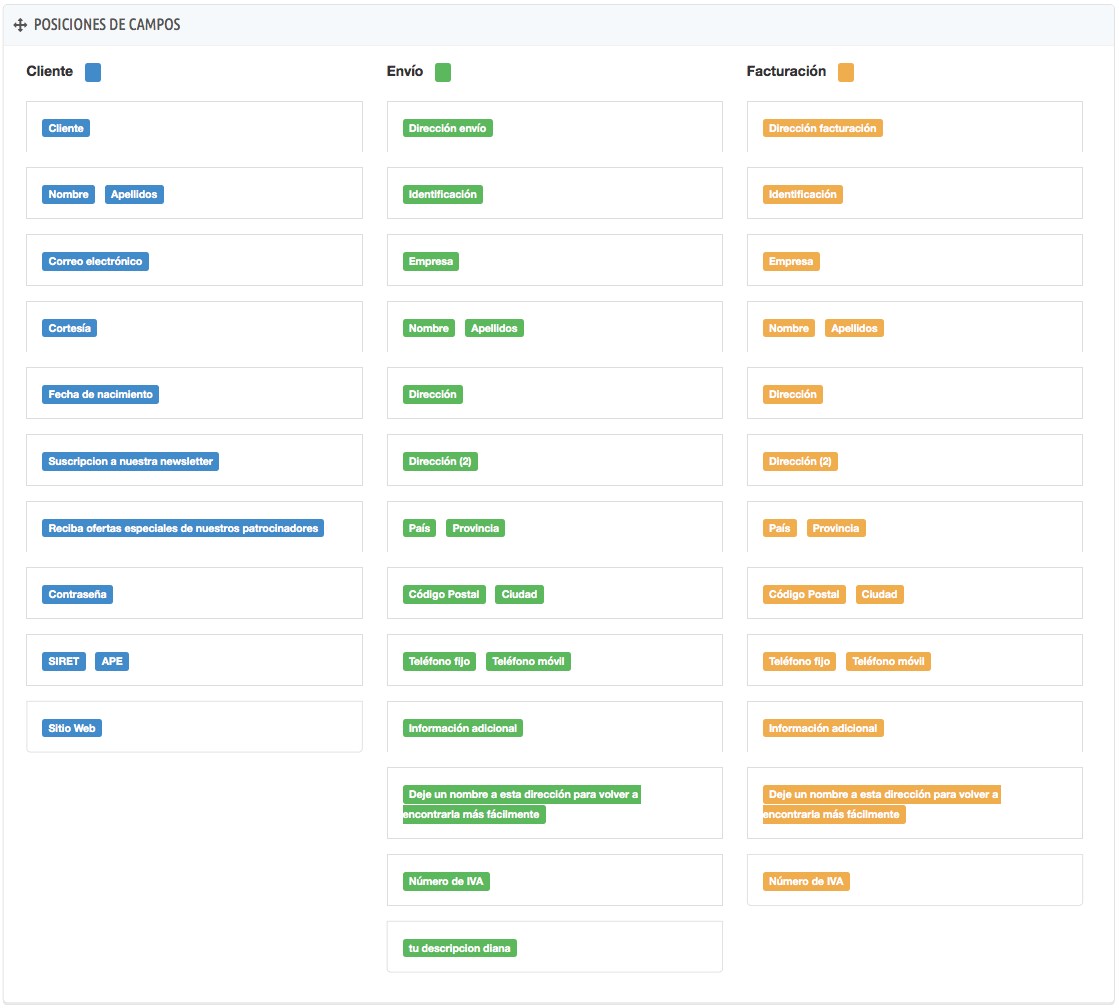 POSICIONES DE CAMPOS
Cliente
Cliente
Nombre Apellidos
Correo electrónico
Cortesía
Fecha de nacimiento
Suscripcion a nuestra newsletter
Reciba ofertas especiales de nuestros patrocinadores
Contraseña
SIRET APE
Sitio Web
Envío
Dirección envío
Identificación
Empresa
Nombre Apellidos
Dirección
Dirección (2)
País Provincia
Código Postal Ciudad
Teléfono fijo Teléfono móvil
Información adicional
Deje un nombre a esta dirección para volver a
encontrarla más fácilmente
Número de IVA
tu descripcion diana
Facturación
Dirección facturación
Identificación
Empresa
Nombre Apellidos
Dirección
Dirección (2)
País Provincia
Código Postal Ciudad
Teléfono fijo Teléfono móvil
Información adicional
Deje un nombre a esta dirección para volver a
encontrarla más fácilmente
Número de IVA